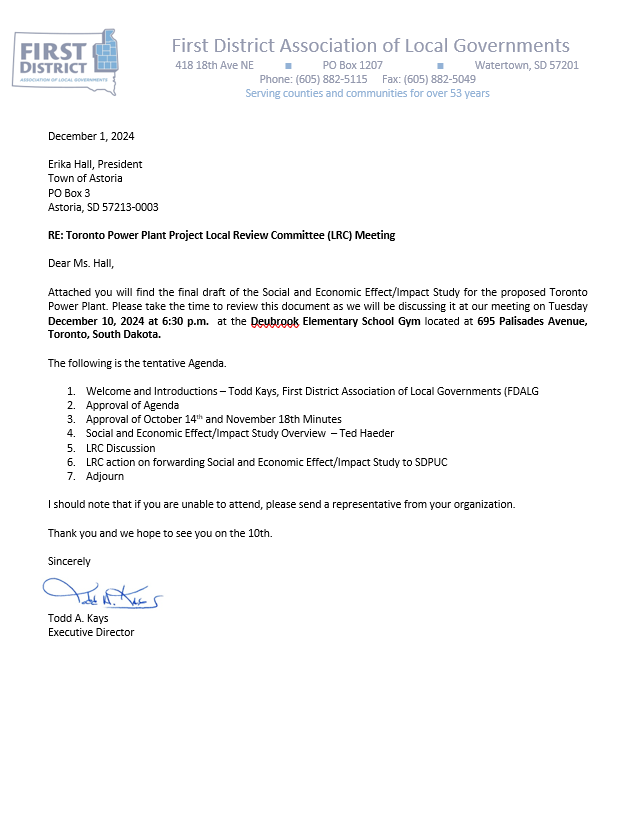 FIRST
DISTRICT
ASSOCIATION OF LOCAL GOVERNMENTS
First District Association of Local Governments
418 18th Ave NE ■ PO Box 1207 ■ Watertown, SD 57201
Phone: (605) 882-5115 Fax: (605) 882-5049
Serving counties and communities for over 53 years
December 1, 2024
Erika Hall, President
Town of Astoria
PO Box 3
Astoria, SD 57213-0003
RE: Toronto Power Plant Project Local Review Committee (LRC) Meeting
Dear Ms. Hall,
Attached you will find the final draft of the Social and Economic Effect/Impact Study for the proposed Toronto
Power Plant. Please take the time to review this document as we will be discussing it at our meeting on Tuesday
December 10, 2024 at 6:30 p.m. at the Deubrook Elementary School Gym located at 695 Palisades Avenue,
Toronto, South Dakota.
The following is the tentative Agenda.
1. Welcome and Introductions – Todd Kays, First District Association of Local Governments (FDALG
2. Approval of Agenda
3. Approval of October 14th and November 18th Minutes
4. Social and Economic Effect/Impact Study Overview – Ted Haeder
5. LRC Discussion
6. LRC action on forwarding Social and Economic Effect/Impact Study to SDPUC
7. Adjourn
I should note that if you are unable to attend, please send a representative from your organization.
Thank you and we hope to see you on the 10th.
Sincerely
Todd A. Kays
Todd A. Kays
Executive Director